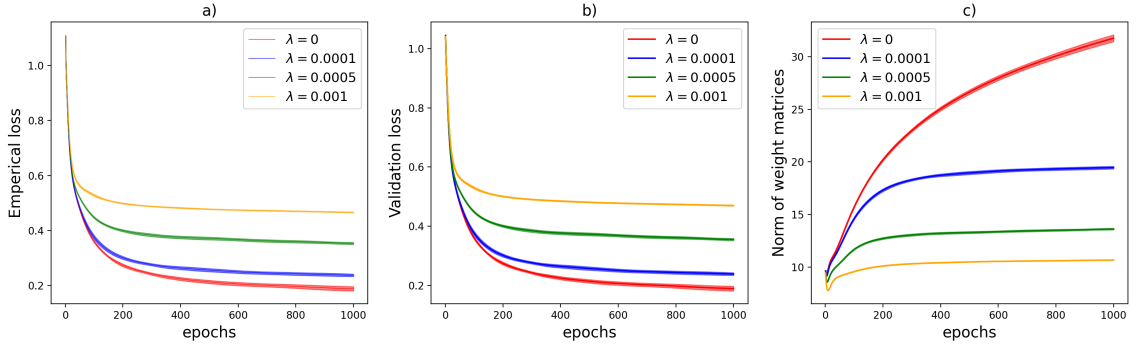 a)
Emperical loss
1.0
0.8
0.6
0.4
0.2
λ = 0
λ = 0.0001
λ = 0.0005
λ = 0.001
0
200
400
600
800
1000
epochs
b)
Validation loss
1.0
0.8
0.6
0.4
0.2
λ = 0
λ = 0.0001
λ = 0.0005
λ = 0.001
0
200
400
600
800
1000
epochs
c)
Norm of weight matrices
30
25
20
15
10
λ = 0
λ = 0.0001
λ = 0.0005
λ = 0.001
0
200
400
600
800
1000
epochs